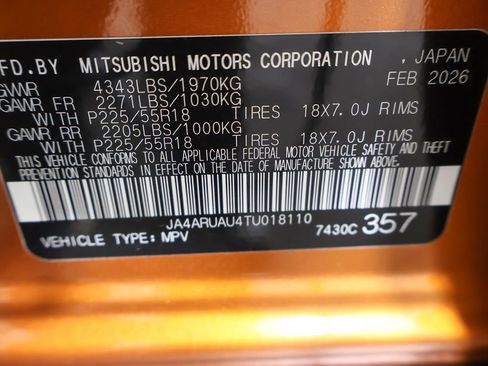 FD.BY MITSUBISHI MOTORS CORPORATION , JAPAN
GVWR 4343LBS/1970KG FEB 2026
GAWR FR 2271LBS/1030KG
WITH P225/55R18 TIRES 18X7.0J RIMS
GAWR RR 2205LBS/1000KG
WITH P225/55R18 TIRES 18X7.0J RIMS
THIS VEHICLE CONFORMS TO ALL APPLICABLE FEDERAL MOTOR VEHICLE SAFETY AND THEFT
PREVENTION STANDARDS IN EFFECT ON THE DATE OF MANUFACTURE SHOWN ABOVE.
JA4ARUAU4TU018110
VEHICLE TYPE: MPV 7430C 357